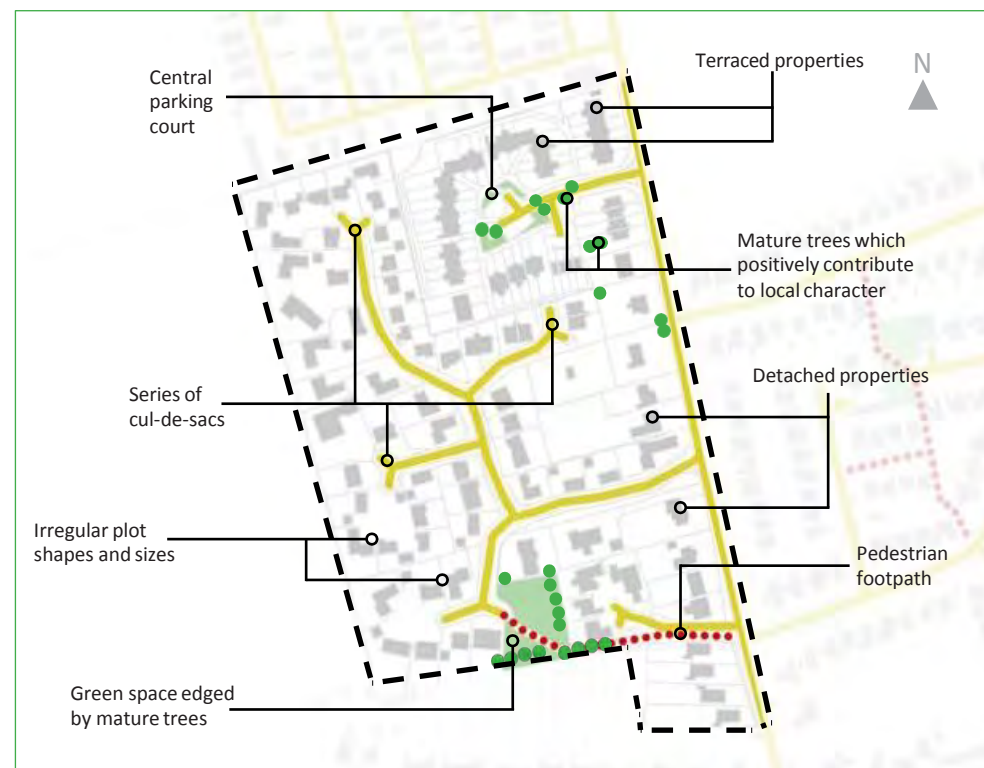 Central
parking
court
Terraced properties
N
Mature trees which
positively contribute
to local character
Detached properties
Series of
cul-de-sacs
Irregular plot
shapes and sizes
Pedestrian
footpath
Green space edged
by mature trees